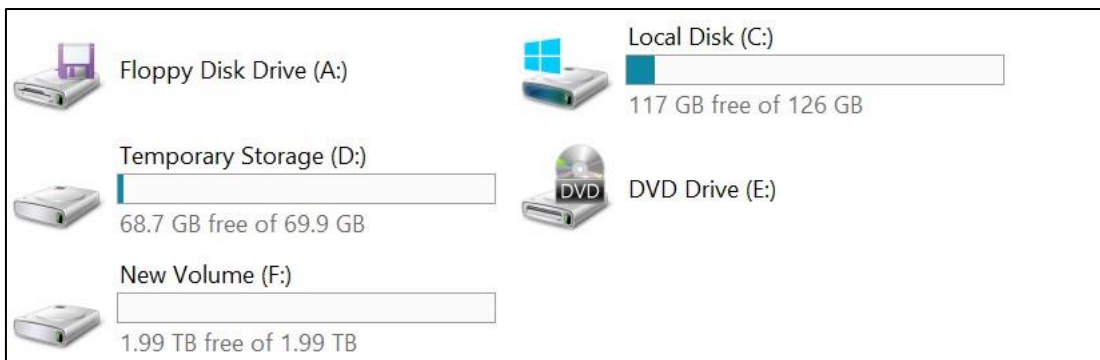 Floppy Disk Drive (A:)
Local Disk (C:)
117 GB free of 126 GB
Temporary Storage (D:)
68.7 GB free of 69.9 GB
DVD
DVD Drive (E:)
New Volume (F:)
1.99 TB free of 1.99 TB